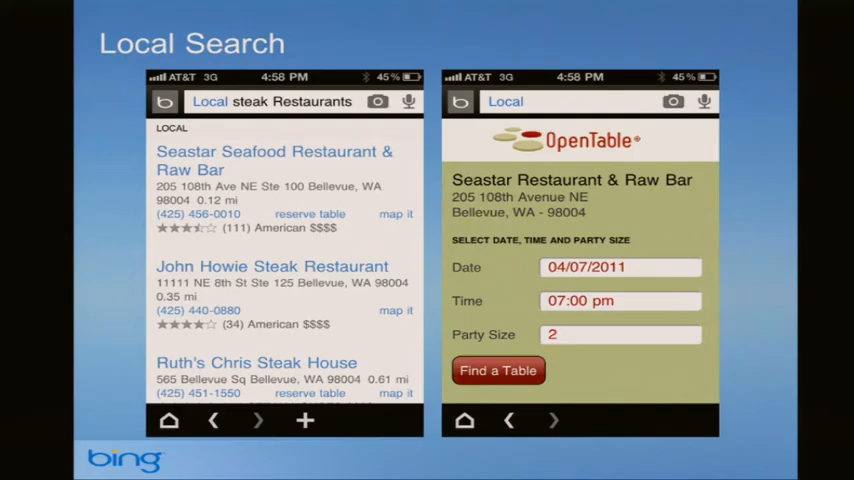 Local Search
AT&T 3G 4:58 PM 45%
b Local steak Restaurants
LOCAL
Seastar Seafood Restaurant &
Raw Bar
205 108th Ave NE Ste 100 Bellevue, WA
98004 0.12 mi
(425) 456-0010 reserve table map it
(111) American $$$$
John Howie Steak Restaurant
11111 NE 8th St Ste 125 Bellevue, WA 98004
0.35 mi
(425) 440-0880 map it
(34) American $$$$
Ruth's Chris Steak House
565 Bellevue Sq Bellevue, WA 98004 0.61 mi
(425) 451-1550 reserve table map it
AT&T 3G 4:58 PM 45%
b Local
OpenTable
Seastar Restaurant & Raw Bar
205 108th Avenue NE
Bellevue, WA - 98004
SELECT DATE, TIME AND PARTY SIZE
Date 04/07/2011
Time 07:00 pm
Party Size 2
Find a Table
bing